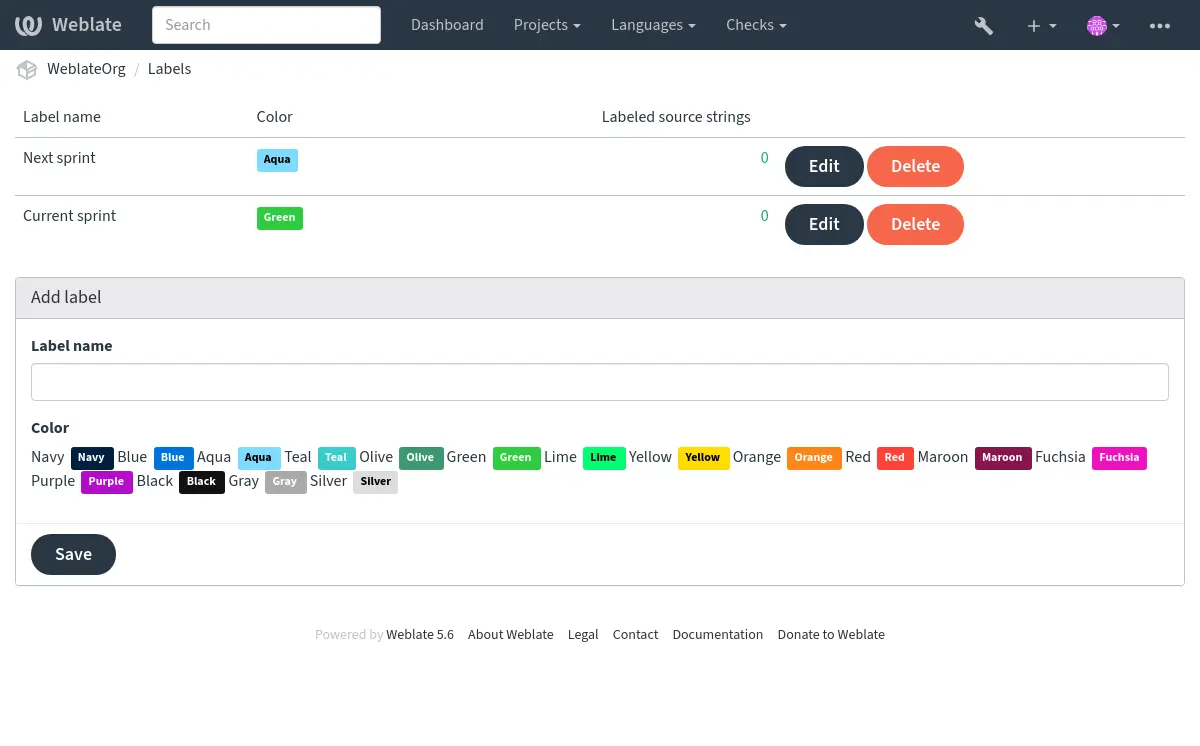 Weblate Search Dashboard Projects Languages Checks
WeblateOrg / Labels
Label name Color Labeled source strings
Next sprint Aqua 0 Edit Delete
Current sprint Green 0 Edit Delete
Add label
Label name
Color
Navy Navy Blue Blue Aqua Aqua Teal Teal Olive Olive Green Green Lime Lime Yellow Yellow Orange Orange Red Red Maroon Maroon Fuchsia Fuchsia
Purple Purple Black Black Gray Gray Silver Silver
Save
Powered by Weblate 5.6 About Weblate Legal Contact Documentation Donate to Weblate